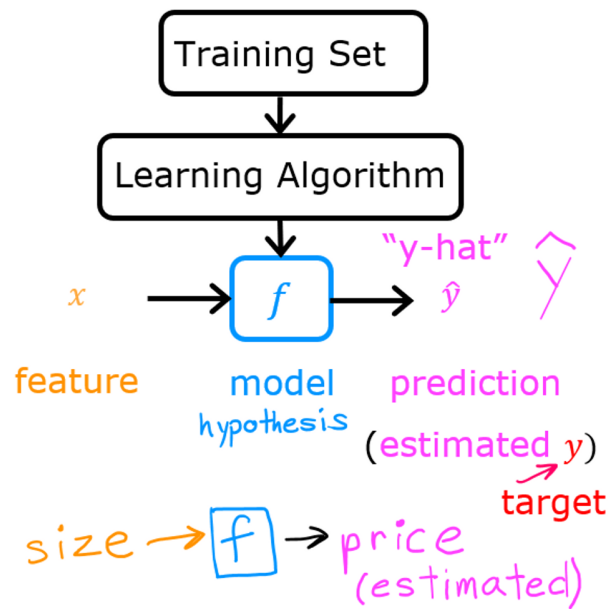 Training Set
Learning Algorithm
“y-hat”
x f ŷ ŷ
feature model prediction
hypothesis
(estimated y)
target
size f price
(estimated)